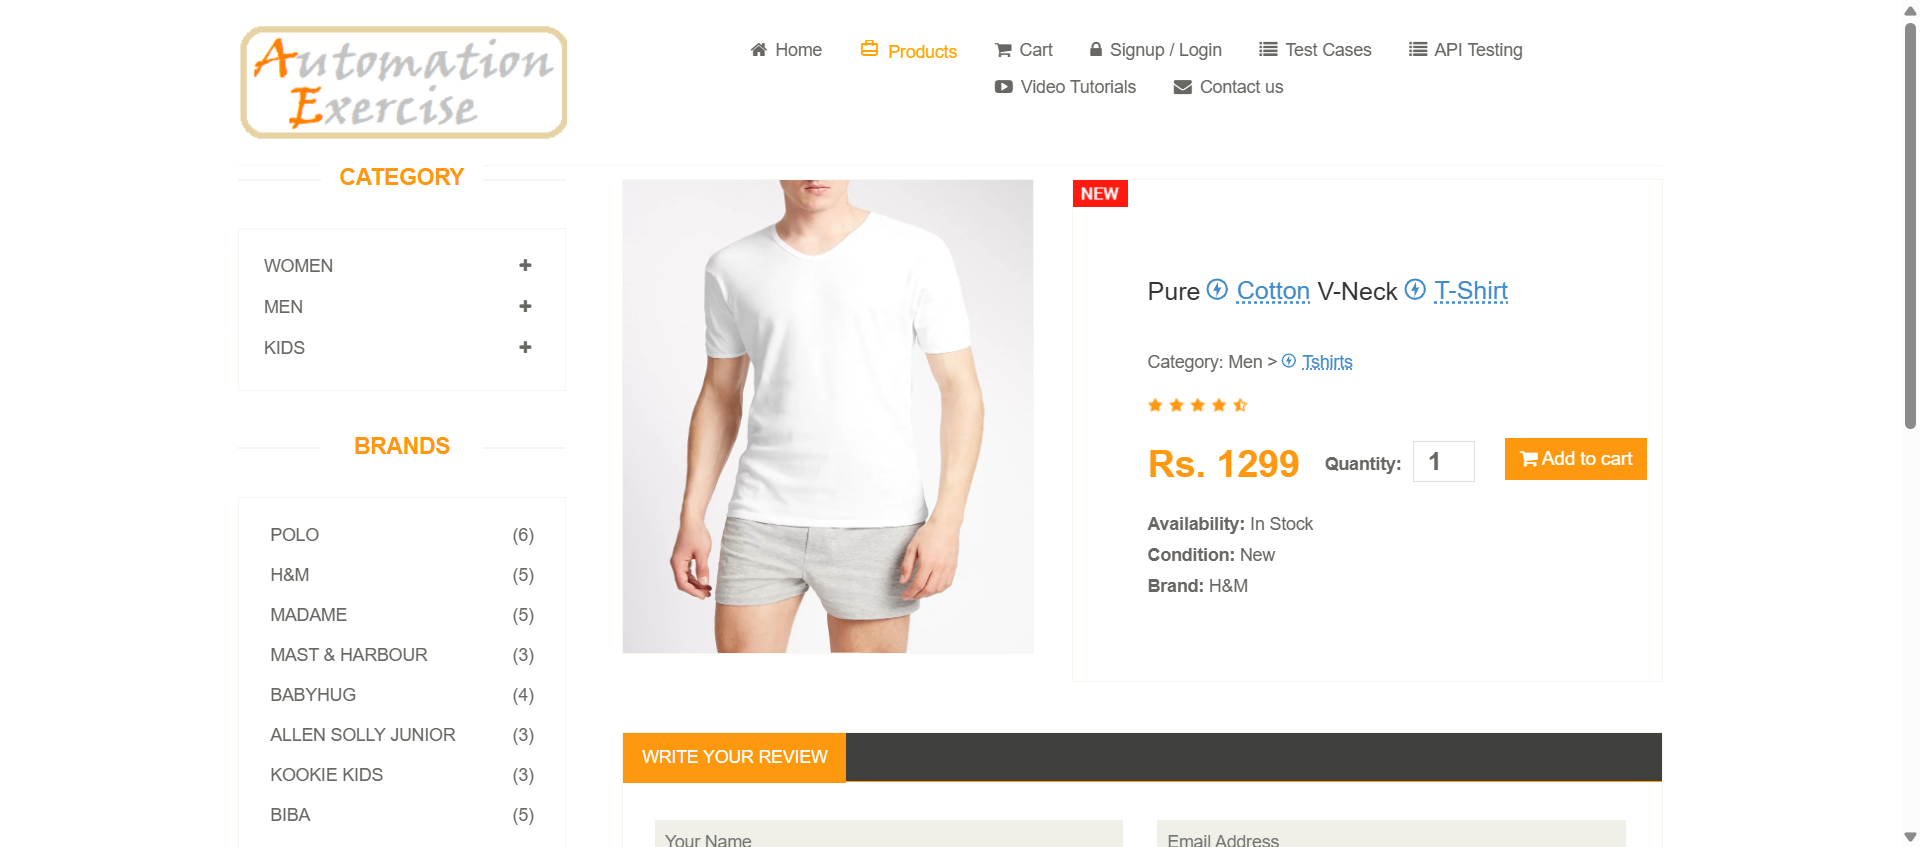 Automation
Exercise
Home
Products
Cart
Signup / Login
Test Cases
API Testing
Video Tutorials
Contact us
CATEGORY
WOMEN
MEN
KIDS
BRANDS
POLO (6)
H&M (5)
MADAME (5)
MAST & HARBOUR (3)
BABYHUG (4)
ALLEN SOLLY JUNIOR (3)
KOOKIE KIDS (3)
BIBA (5)
NEW
Pure Cotton V-Neck T-Shirt
Category: Men > Tshirts
Rs. 1299 Quantity: 1 Add to cart
Availability: In Stock
Condition: New
Brand: H&M
WRITE YOUR REVIEW
Your Name
Email Address